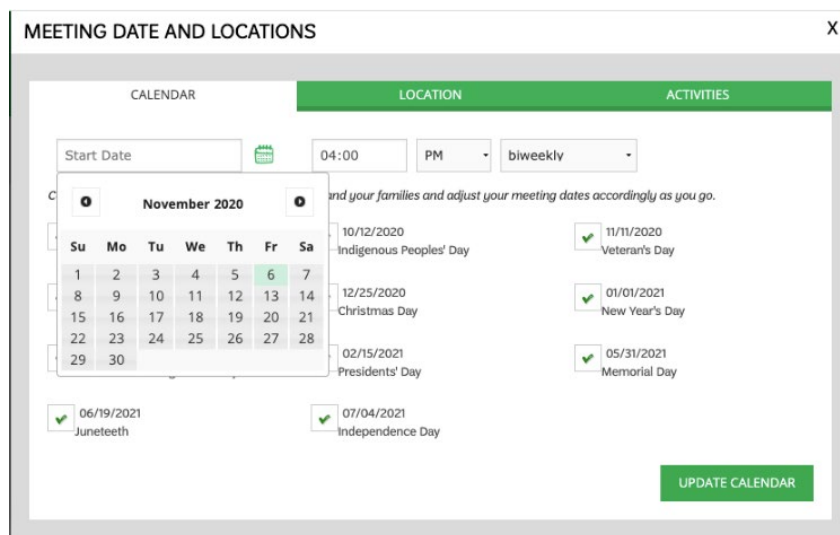 MEETING DATE AND LOCATIONS
X
CALENDAR
LOCATION
ACTIVITIES
Start Date
04:00
PM
biweekly
and your families and adjust your meeting dates accordingly as you go.
November 2020
Su Mo Tu We Th Fr Sa
1 2 3 4 5 6 7
8 9 10 11 12 13 14
15 16 17 18 19 20 21
22 23 24 25 26 27 28
29 30
10/12/2020
Indigenous Peoples' Day
11/11/2020
Veteran's Day
12/25/2020
Christmas Day
01/01/2021
New Year's Day
02/15/2021
Presidents' Day
05/31/2021
Memorial Day
06/19/2021
Juneteeth
07/04/2021
Independence Day
UPDATE CALENDAR